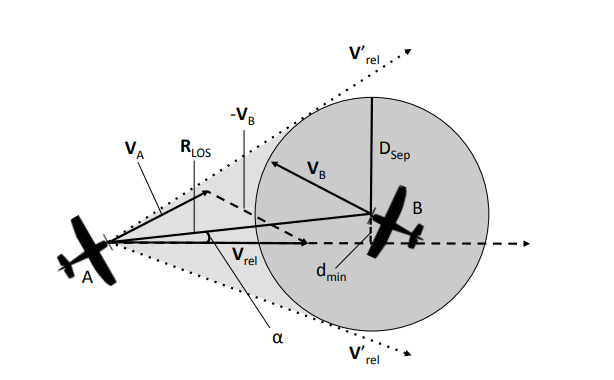 V'rel
-VB
VA
RLOS
DSep
VB
B
Vrel
A
dmin
α
V'rel